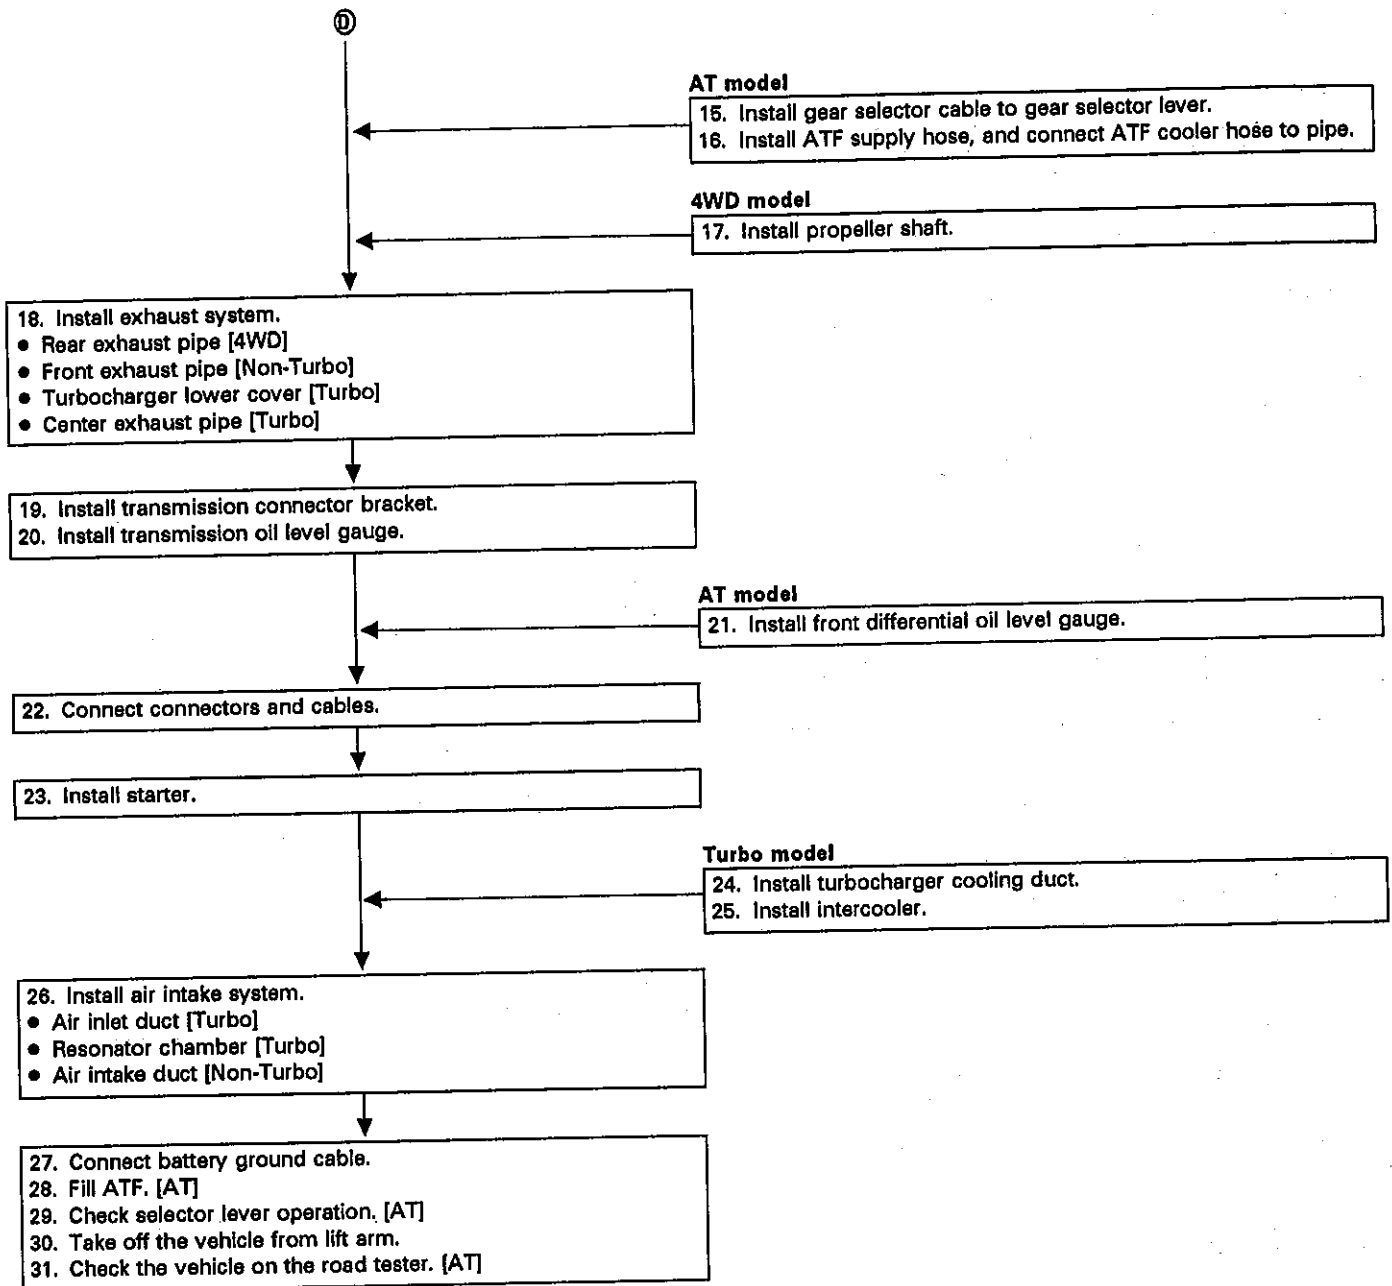 D
AT model
15. Install gear selector cable to gear selector lever.
16. Install ATF supply hose, and connect ATF cooler hose to pipe.
4WD model
17. Install propeller shaft.
18. Install exhaust system.
● Rear exhaust pipe [4WD]
● Front exhaust pipe [Non-Turbo]
● Turbocharger lower cover [Turbo]
● Center exhaust pipe [Turbo]
19. Install transmission connector bracket.
20. Install transmission oil level gauge.
AT model
21. Install front differential oil level gauge.
22. Connect connectors and cables.
23. Install starter.
Turbo model
24. Install turbocharger cooling duct.
25. Install intercooler.
26. Install air intake system.
● Air inlet duct [Turbo]
● Resonator chamber [Turbo]
● Air intake duct [Non-Turbo]
27. Connect battery ground cable.
28. Fill ATF. [AT]
29. Check selector lever operation. [AT]
30. Take off the vehicle from lift arm.
31. Check the vehicle on the road tester. [AT]